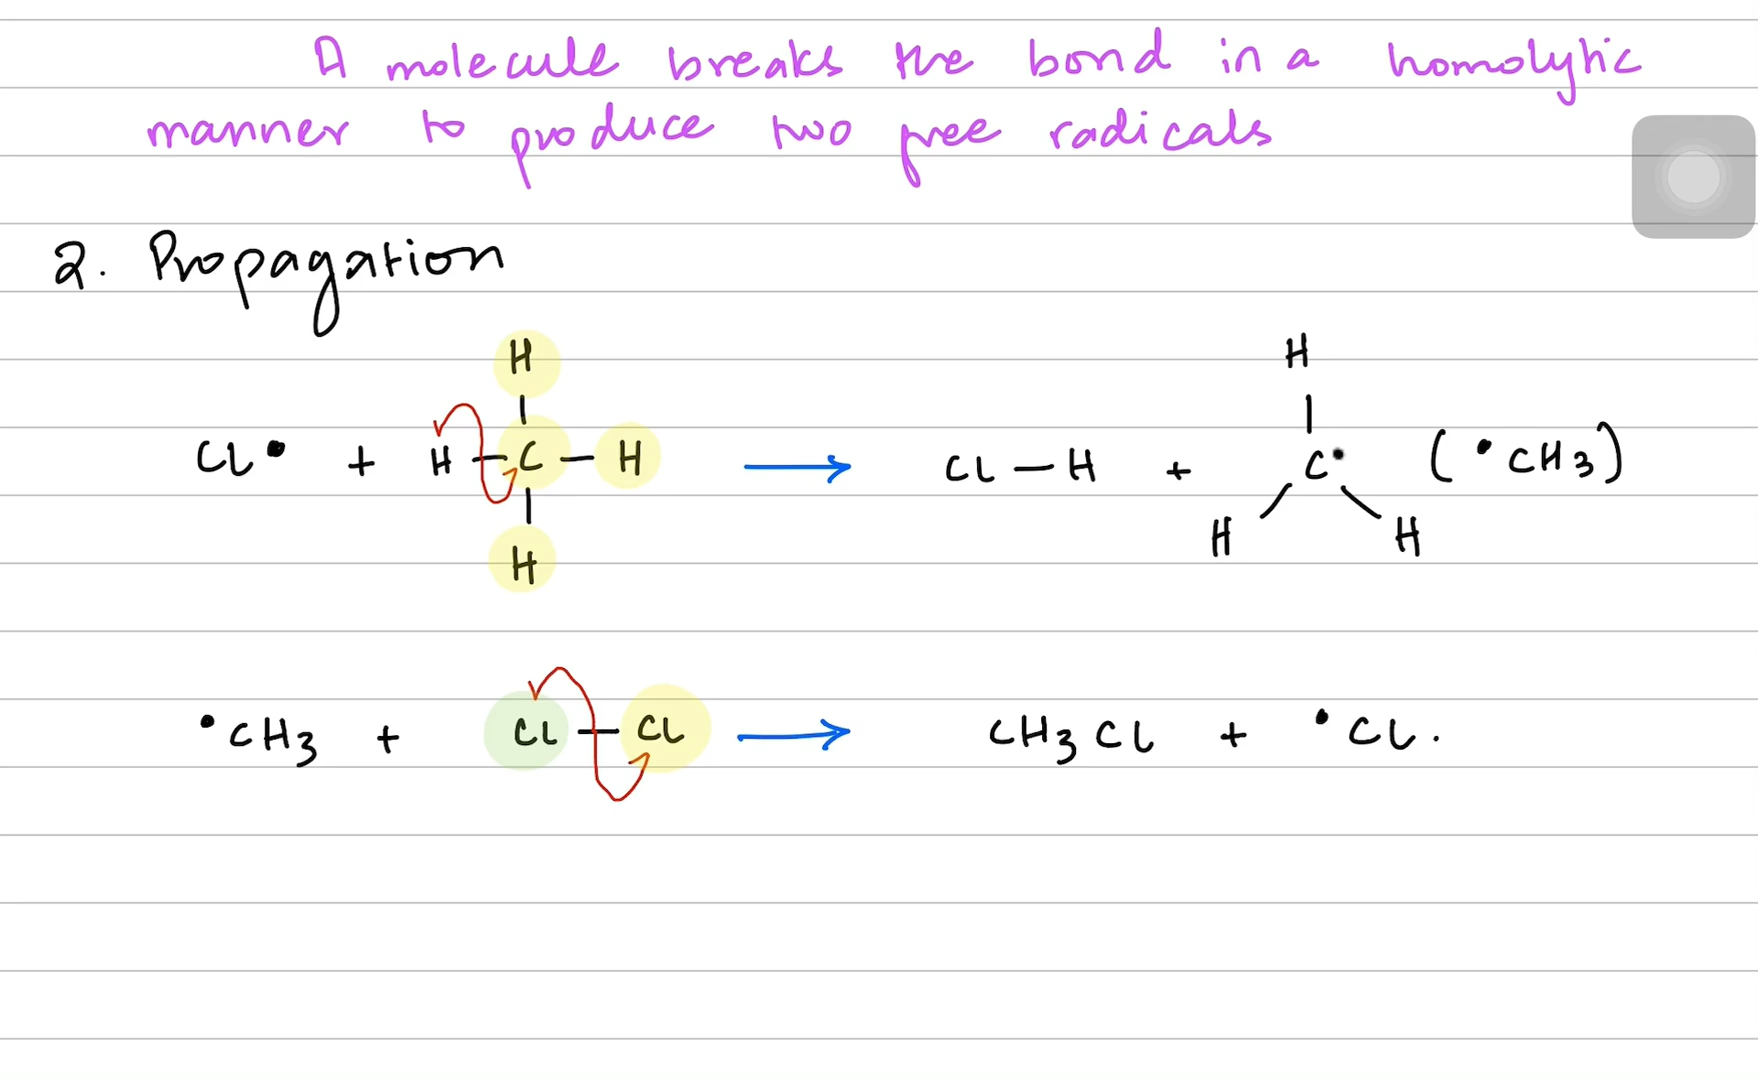 A molecule breaks the bond in a homolytic
manner to produce two free radicals
2. Propagation
H
H
Cl• + H – C – H → Cl – H + C• (•CH3)
H H
H
•CH3 + Cl – Cl → CH3Cl + •Cl.